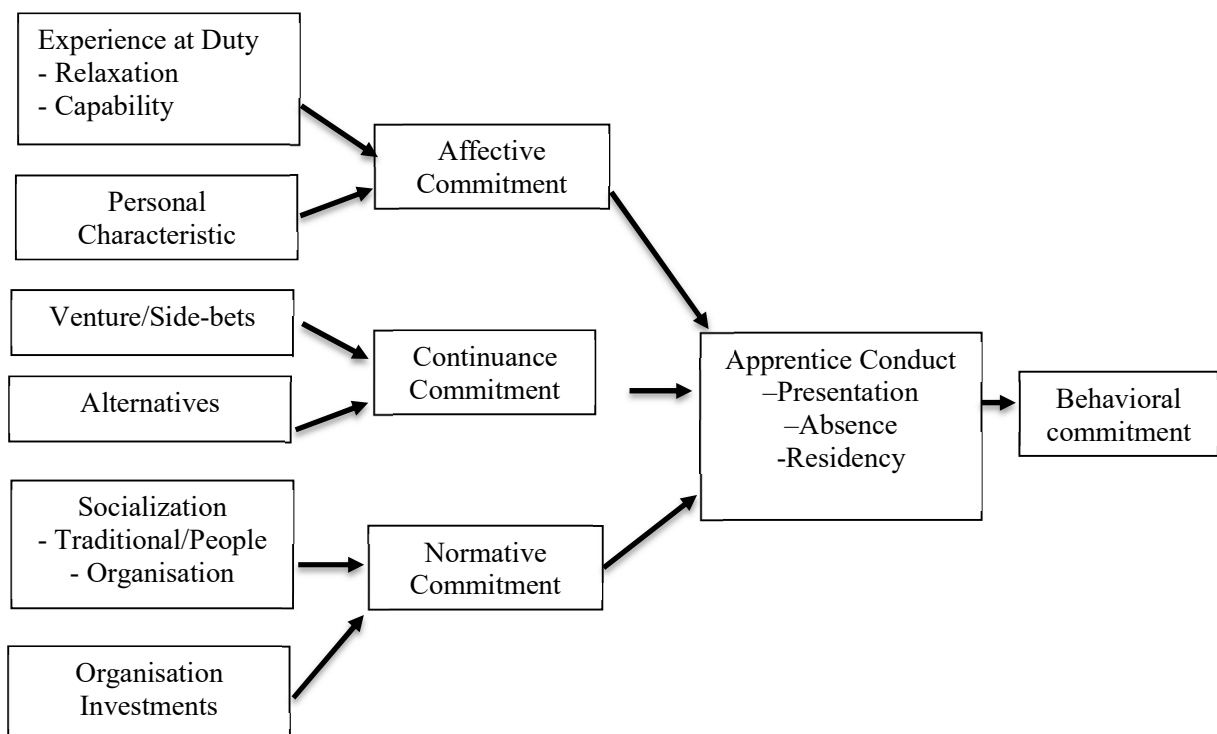 Experience at Duty
- Relaxation
- Capability
Personal
Characteristic
Venture/Side-bets
Alternatives
Socialization
- Traditional/People
- Organisation
Organisation
Investments
Affective
Commitment
Continuance
Commitment
Normative
Commitment
Apprentice Conduct
–Presentation
–Absence
-Residency
Behavioral
commitment